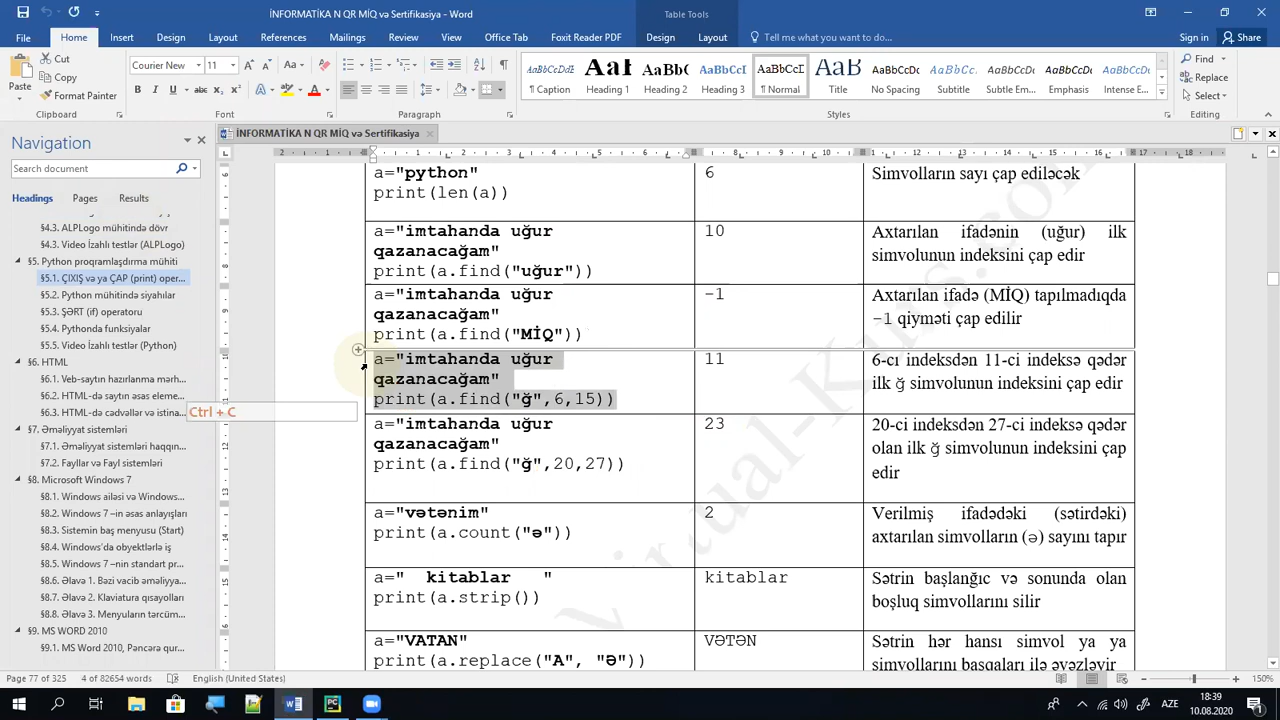 İNFORMATİKA N QR MİQ və Sertifikasiya - Word
Table Tools
File
Home
Insert
Design
Layout
References
Mailings
Review
View
Office Tab
Foxit Reader PDF
Design
Layout
Tell me what you want to do...
Sign in
Share
Paste
Cut
Copy
Format Painter
Clipboard
Courier New
11
Font
Paragraph
Caption
Heading 1
Heading 2
Heading 3
¶ Normal
Title
No Spacing
Subtitle
Subtle Em...
Emphasis
Intense E...
Styles
Find
Replace
Select
Editing
Navigation
İNFORMATİKA N QR MİQ və Sertifikasiya
Search document
Headings
Pages
Results
§4.3. ALPLogo mühitində dövr
§4.3. Video İzahlı testlər (ALPLogo)
§5. Python proqramlaşdırma mühiti
§5.1. ÇIXIŞ və ya ÇAP (print) oper...
§5.2. Python mühitində siyahılar
§5.3. ŞƏRT (if) operatoru
§5.4. Pythonda funksiyalar
§5.5. Video İzahlı testlər (Python)
§6. HTML
§6.1. Veb-saytın hazırlanma mərh...
§6.2. HTML-də saytın əsas elemen...
§6.3. HTML-də cədvəllər və istina...
§7. Əməliyyat sistemləri
§7.1. Əməliyyat sistemləri haqqın...
§7.2. Fayllar və Fayl sistemləri
§8. Microsoft Windows 7
§8.1. Windows ailəsi və Windows...
§8.2. Windows 7 –in əsas anlayışları
§8.3. Sistemin baş menyusu (Start)
§8.4. Windows'da obyektlərlə iş
§8.5. Windows 7 –nin standart pr...
§8.6. Əlavə 1. Bəzi vacib əməliyya...
§8.7. Əlavə 2. Klaviatura qısayolları
§8.8. Əlavə 3. Menyuların tərcüm...
§9. MS WORD 2010
§9.1. MS Word 2010, Pəncərə qur...
Ctrl + C
a="python"
print(len(a))
6
Simvolların sayı çap ediləcək
a="imtahanda uğur
qazanacağam"
print(a.find("uğur"))
10
Axtarılan ifadənin (uğur) ilk
simvolunun indeksini çap edir
a="imtahanda uğur
qazanacağam"
print(a.find("MİQ"))
-1
Axtarılan ifadə (MİQ) tapılmadıqda
-1 qiyməti çap edilir
a="imtahanda uğur
qazanacağam"
print(a.find("ğ",6,15))
11
6-cı indeksdən 11-ci indeksə qədər
ilk ğ simvolunun indeksini çap edir
a="imtahanda uğur
qazanacağam"
print(a.find("ğ",20,27))
23
20-ci indeksdən 27-ci indeksə qədər
olan ilk ğ simvolunun indeksini çap
edir
a="vətənim"
print(a.count("ə"))
2
Verilmiş ifadədəki (sətirdəki)
axtarılan simvolların (ə) sayını tapır
a=" kitablar "
print(a.strip())
kitablar
Sətrin başlanğıc və sonunda olan
boşluq simvollarını silir
a="VATAN"
print(a.replace("A", "Ə"))
VƏTƏN
Sətrin hər hansı simvol ya ya
simvollarını başqaları ilə əvəzləyir
Virtual-Kurs.com
Page 77 of 325
4 of 82654 words
English (United States)
150%
AZE
18:39
10.08.2020